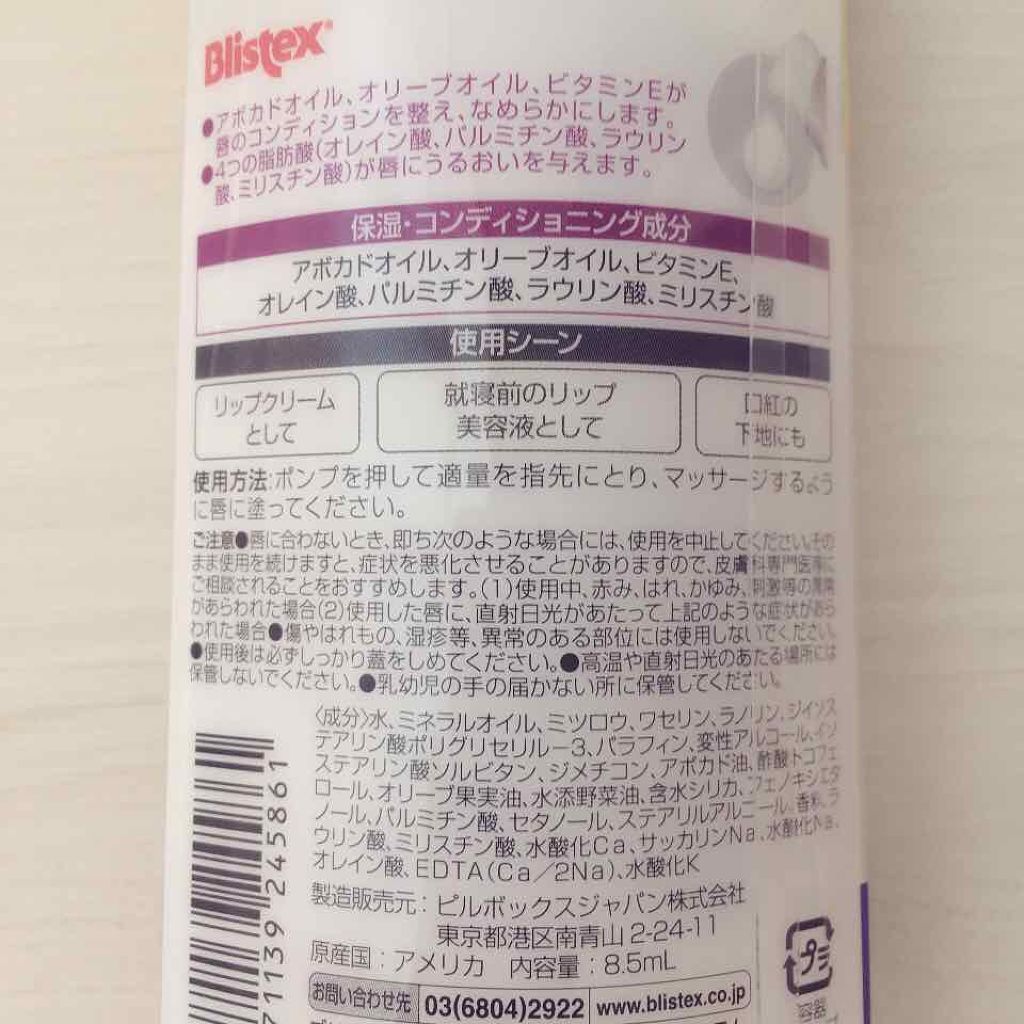 Blistex
●アボカドオイル、オリーブオイル、ビタミンEが
唇のコンディションを整え、なめらかにします。
●4つの脂肪酸(オレイン酸、パルミチン酸、ラウリン
酸、ミリスチン酸)が唇にうるおいを与えます。
保湿・コンディショニング成分
アボカドオイル、オリーブオイル、ビタミンE、
オレイン酸、パルミチン酸、ラウリン酸、ミリスチン酸
使用シーン
リップクリーム
として
就寝前のリップ
美容液として
口紅の
下地にも
使用方法:ポンプを押して適量を指先にとり、マッサージするよう
に唇に塗ってください。
ご注意●唇に合わないとき、即ち次のような場合には、使用を中止してください。その
まま使用を続けますと、症状を悪化させることがありますので、皮膚科専門医等に
ご相談されることをおすすめします。(1)使用中、赤み、はれ、かゆみ、刺激等の異常
があらわれた場合(2)使用した唇に、直射日光があたって上記のような症状があら
われた場合●傷やはれもの、湿疹等、異常のある部位には使用しないでください。
●使用後は必ずしっかり蓋をしめてください。●高温や直射日光のあたる場所には
保管しないでください。●乳幼児の手の届かない所に保管してください。
〈成分〉水、ミネラルオイル、ミツロウ、ワセリン、ラノリン、ジイソス
テアリン酸ポリグリセリル-3、パラフィン、変性アルコール、イソ
ステアリン酸ソルビタン、ジメチコン、アボカド油、酢酸トコフェ
ロール、オリーブ果実油、水添野菜油、含水シリカ、フェノキシエタ
ノール、パルミチン酸、セタノール、ステアリルアルコール、香料、ラ
ウリン酸、ミリスチン酸、水酸化Ca、サッカリンNa、水酸化Na、
オレイン酸、EDTA(Ca/2Na)、水酸化K
製造販売元:ピルボックスジャパン株式会社
東京都港区南青山2-24-11
原産国:アメリカ 内容量:8.5mL
お問い合わせ先 03(6804)2922 www.blistex.co.jp
71139 245861
プラ
容器